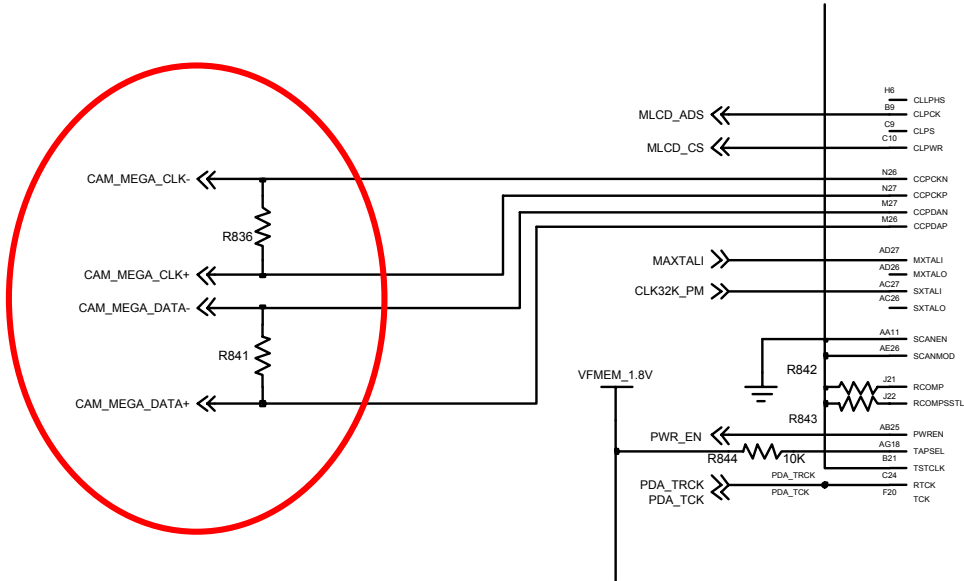 H6
CLLPHS
MLCD_ADS
B9
CLPCK
C9
CLPS
MLCD_CS
C10
CLPWR
CAM_MEGA_CLK-
N26
CCPCKN
N27
CCPCKP
R836
M27
CCPDAN
M26
CCPDAP
CAM_MEGA_CLK+
MAXTALI
AD27
MXTALI
AD26
MXTALO
CLK32K_PM
AC27
SXTALI
CAM_MEGA_DATA-
AC26
SXTALO
R841
AA11
SCANEN
AE26
SCANMOD
VFMEM_1.8V
R842
J21
RCOMP
CAM_MEGA_DATA+
J22
RCOMPSSTL
R843
PWR_EN
AB25
PWREN
R844
10K
AG18
TAPSEL
B21
TSTCLK
PDA_TRCK
PDA_TRCK
C24
RTCK
PDA_TCK
PDA_TCK
F20
TCK